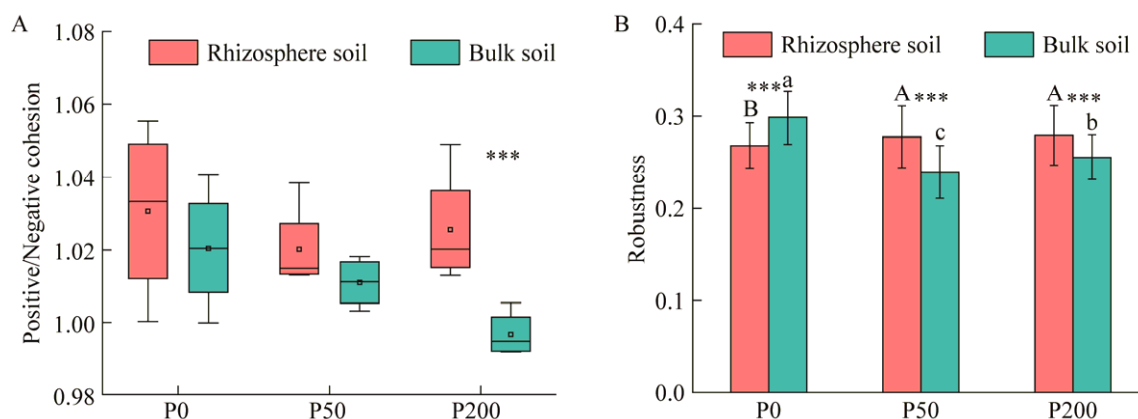 A
Rhizosphere soil
Bulk soil
Positive/Negative cohesion
1.08
1.06
1.04
1.02
1.00
0.98
***
P0
P50
P200
B
Rhizosphere soil
Bulk soil
Robustness
0.4
0.3
0.2
0.1
0.0
B
***
a
A
***
c
A
***
b
P0
P50
P200